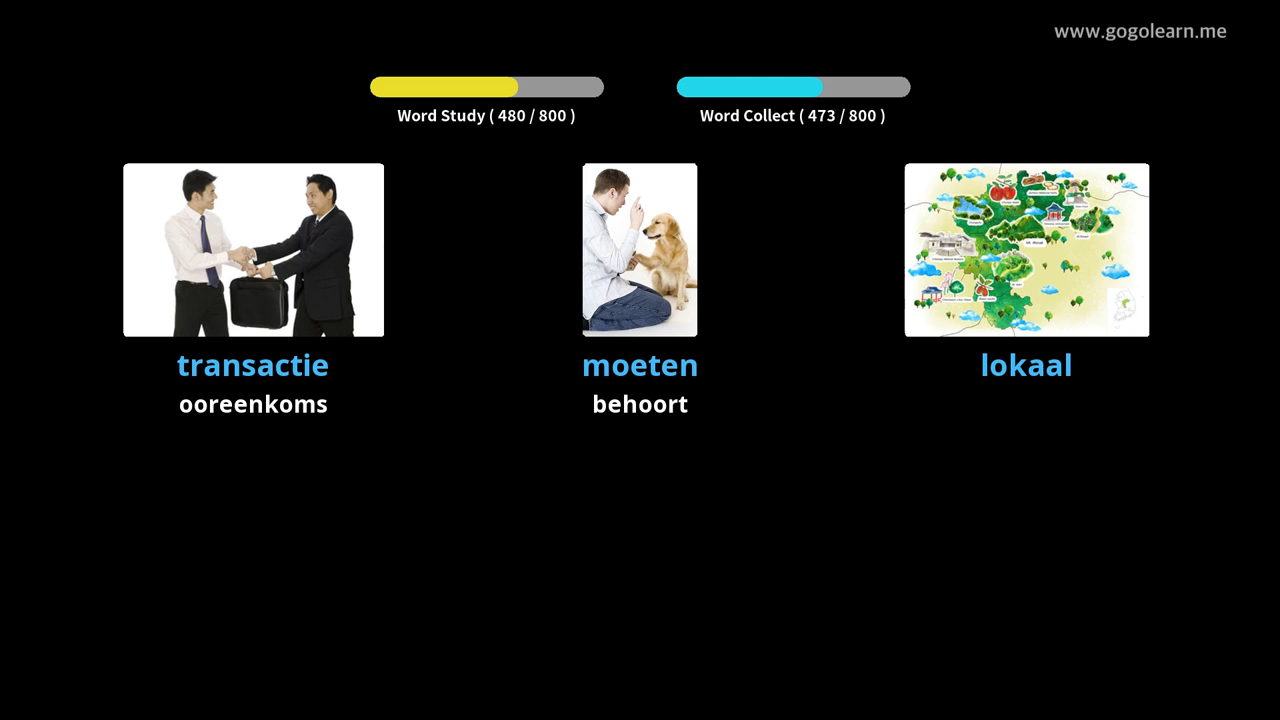 www.gogolearn.me
Word Study ( 480 / 800 )
Word Collect ( 473 / 800 )
transactie
moeten
lokaal
ooreenkoms
behoort